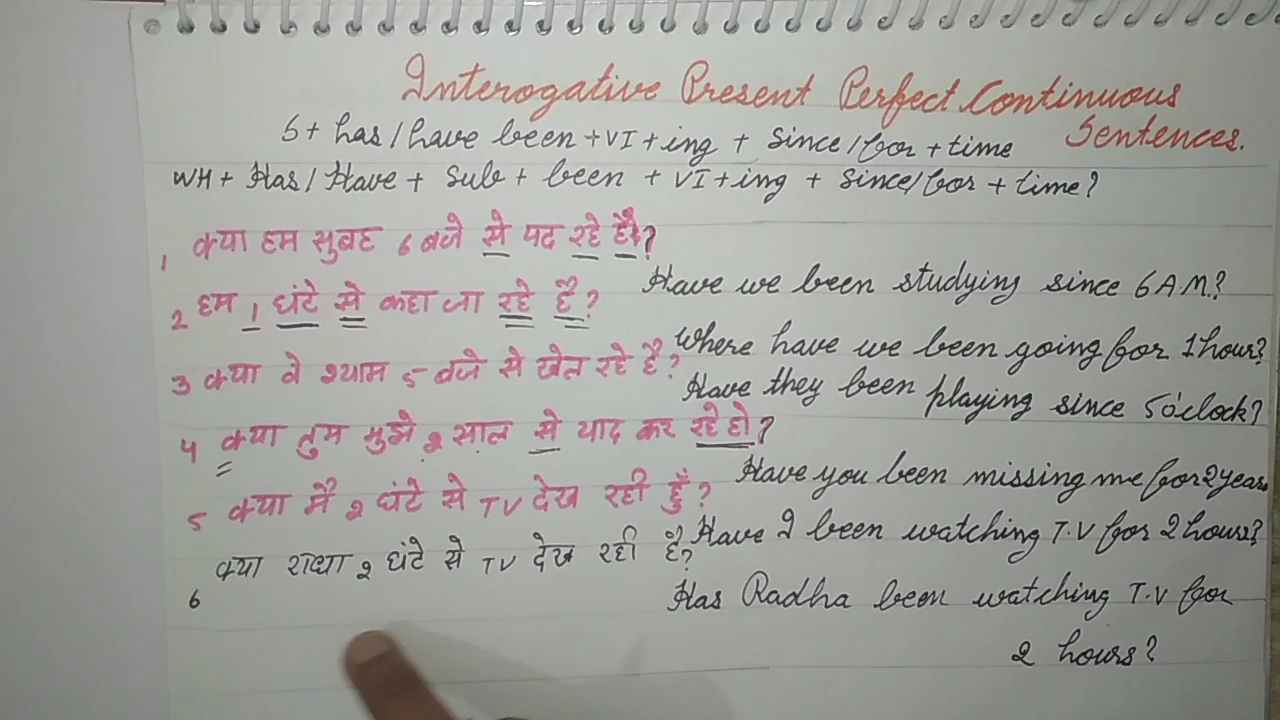 Interogative Present Perfect Continuous Sentences.
S+ has/have been +VI+ing + Since/for + time
WH+ Has/Have + Sub + been + VI+ing + Since/for + time?
1 क्या हम सुबह 6 बजे से पढ रहे हैं?
Have we been studying since 6 A.M.?
2 हम 1 घंटे से कहा जा रहे है?
Where have we been going for 1 hour?
3 क्या वे श्याम 5 बजे से खेल रहे है?
Have they been playing since 5 o'clock?
4 क्या तुम मुझे 2 साल से याद कर रहे हो?
Have you been missing me for 2 years
5 क्या मै 2 घंटे से TV देख रही हुँ?
Have I been watching T.V for 2 hours?
6 क्या राधा 2 घंटे से TV देख रही है?
Has Radha been watching T.V for
2 hours?